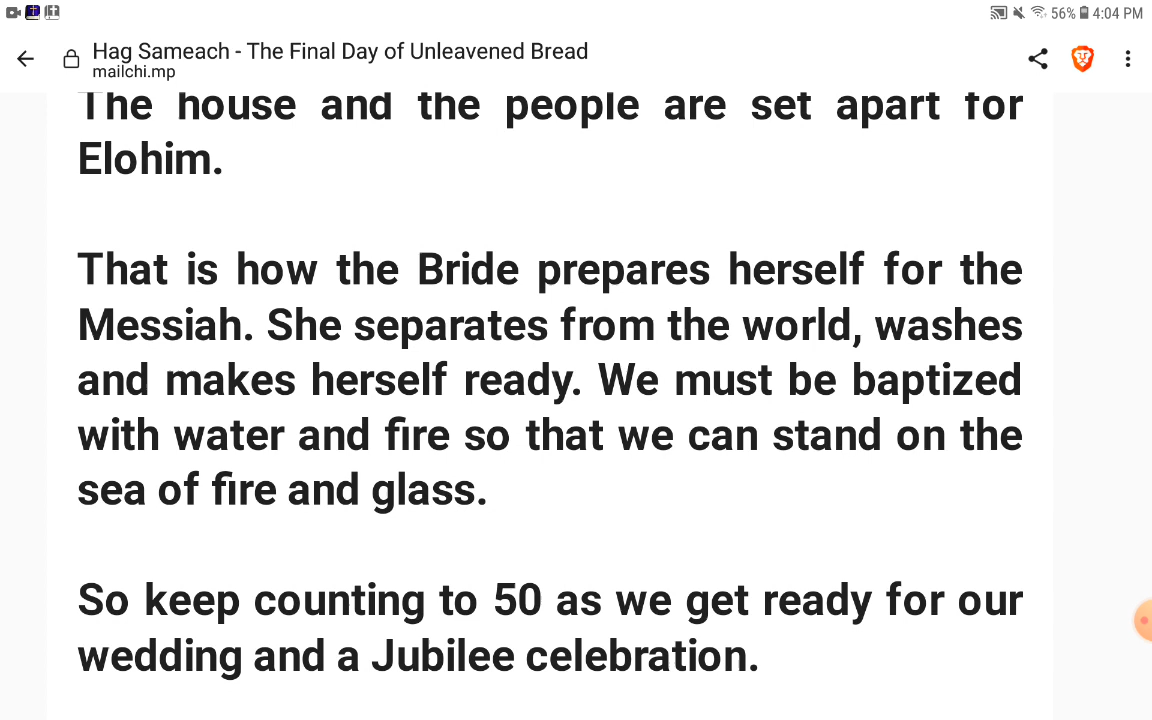 56% 4:04 PM
Hag Sameach - The Final Day of Unleavened Bread
mailchi.mp
The house and the people are set apart for
Elohim.
That is how the Bride prepares herself for the
Messiah. She separates from the world, washes
and makes herself ready. We must be baptized
with water and fire so that we can stand on the
sea of fire and glass.
So keep counting to 50 as we get ready for our
wedding and a Jubilee celebration.